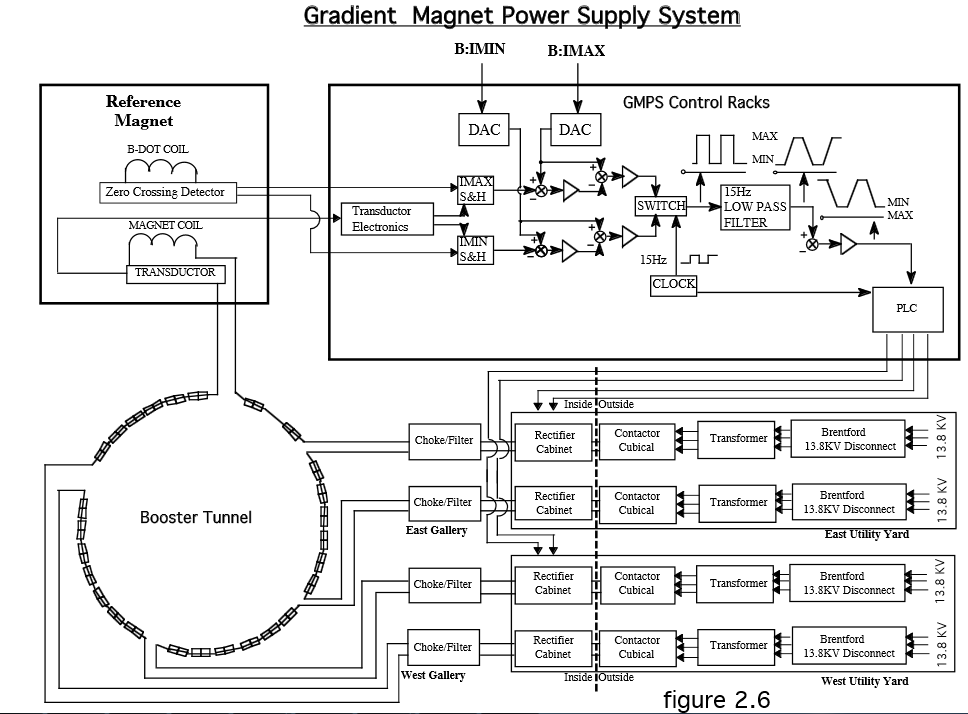 Gradient Magnet Power Supply System
B:IMIN
B:IMAX
Reference
Magnet
B-DOT COIL
Zero Crossing Detector
MAGNET COIL
TRANSDUCTOR
GMPS Control Racks
DAC
DAC
MAX
MIN
IMAX
S&H
Transductor
Electronics
IMIN
S&H
+
−
+
−
+
−
+
−
SWITCH
15Hz
LOW PASS
FILTER
MIN
MAX
+
−
15Hz
CLOCK
PLC
Inside
Outside
Choke/Filter
Rectifier
Cabinet
Contactor
Cubical
Transformer
Brentford
13.8KV Disconnect
13.8 KV
Choke/Filter
Rectifier
Cabinet
Contactor
Cubical
Transformer
Brentford
13.8KV Disconnect
13.8 KV
East Gallery
East Utility Yard
Booster Tunnel
Choke/Filter
Rectifier
Cabinet
Contactor
Cubical
Transformer
Brentford
13.8KV Disconnect
13.8 KV
Choke/Filter
Rectifier
Cabinet
Contactor
Cubical
Transformer
Brentford
13.8KV Disconnect
13.8 KV
West Gallery
Inside
Outside
West Utility Yard
figure 2.6